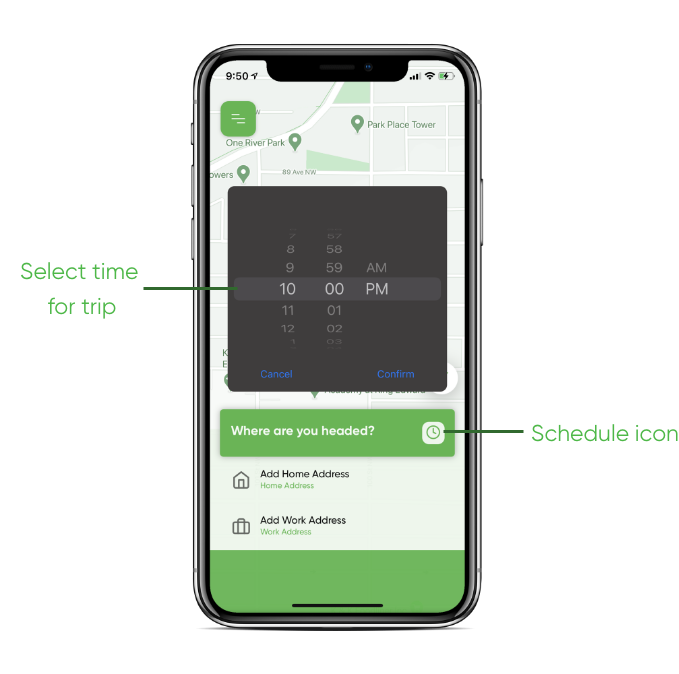 9:50
Park Place Tower
One River Park
owers
89 Ave NW
7 57
8 58
9 59 AM
10 00 PM
11 01
12 02
1 03
Cancel Confirm
Select time
for trip
Where are you headed?
Schedule icon
Add Home Address
Home Address
Add Work Address
Work Address